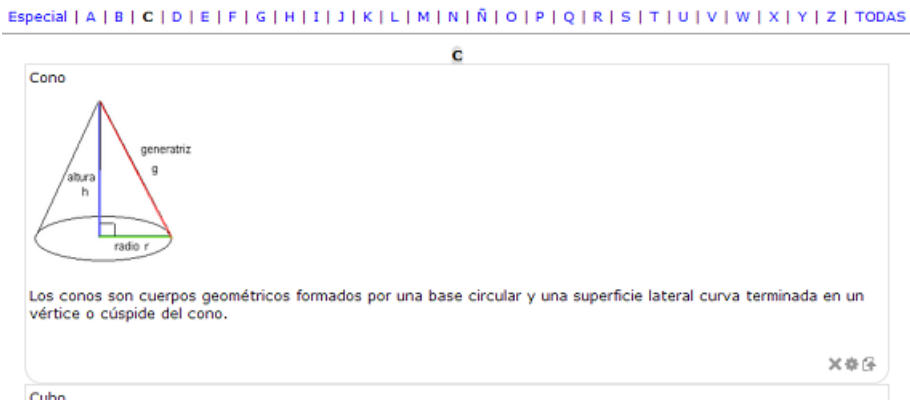 Especial | A | B | C | D | E | F | G | H | I | J | K | L | M | N | Ñ | O | P | Q | R | S | T | U | V | W | X | Y | Z | TODAS
C
Cono
generatriz
g
altura
h
radio r
Los conos son cuerpos geométricos formados por una base circular y una superficie lateral curva terminada en un
vértice o cúspide del cono.
Cubo